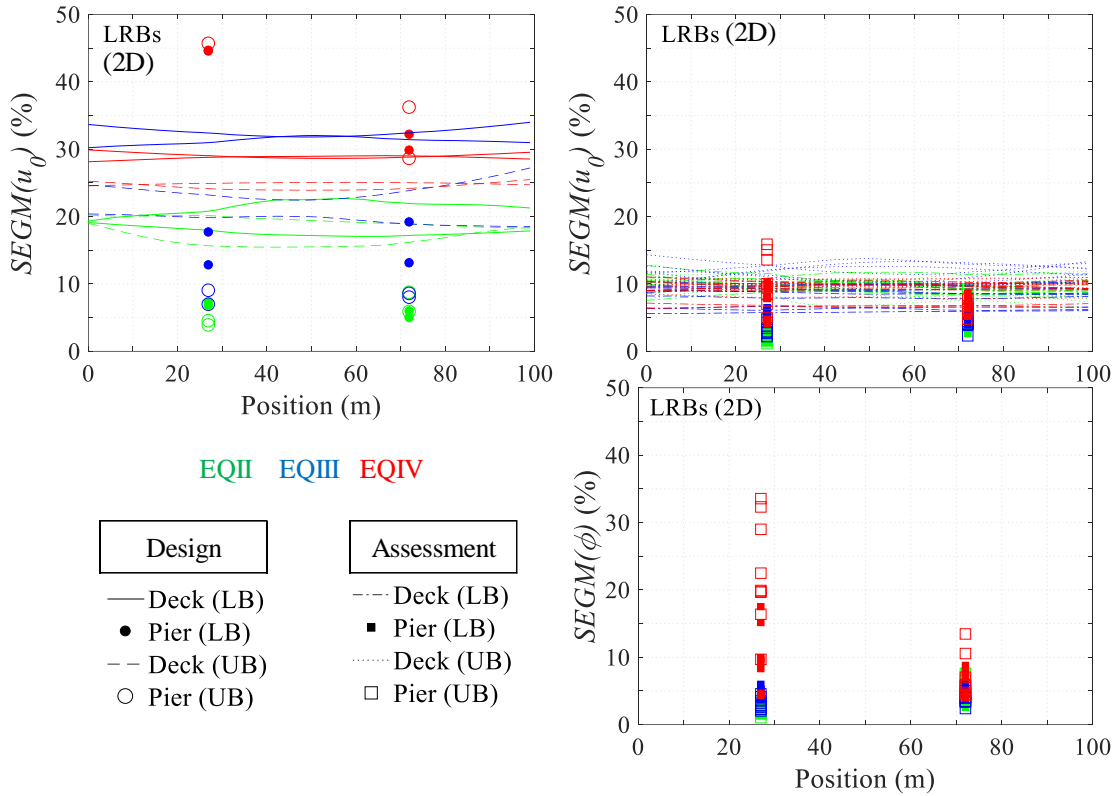 50
40
30
20
10
0
0 20 40 60 80 100
LRBs
(2D)
SEGM(u0) (%)
Position (m)
50
40
30
20
10
0
0 20 40 60 80 100
LRBs (2D)
SEGM(u0) (%)
EQII EQIII EQIV
Design
Deck (LB)
Pier (LB)
Deck (UB)
Pier (UB)
Assessment
Deck (LB)
Pier (LB)
Deck (UB)
Pier (UB)
50
40
30
20
10
0
0 20 40 60 80 100
LRBs (2D)
SEGM(ϕ) (%)
Position (m)